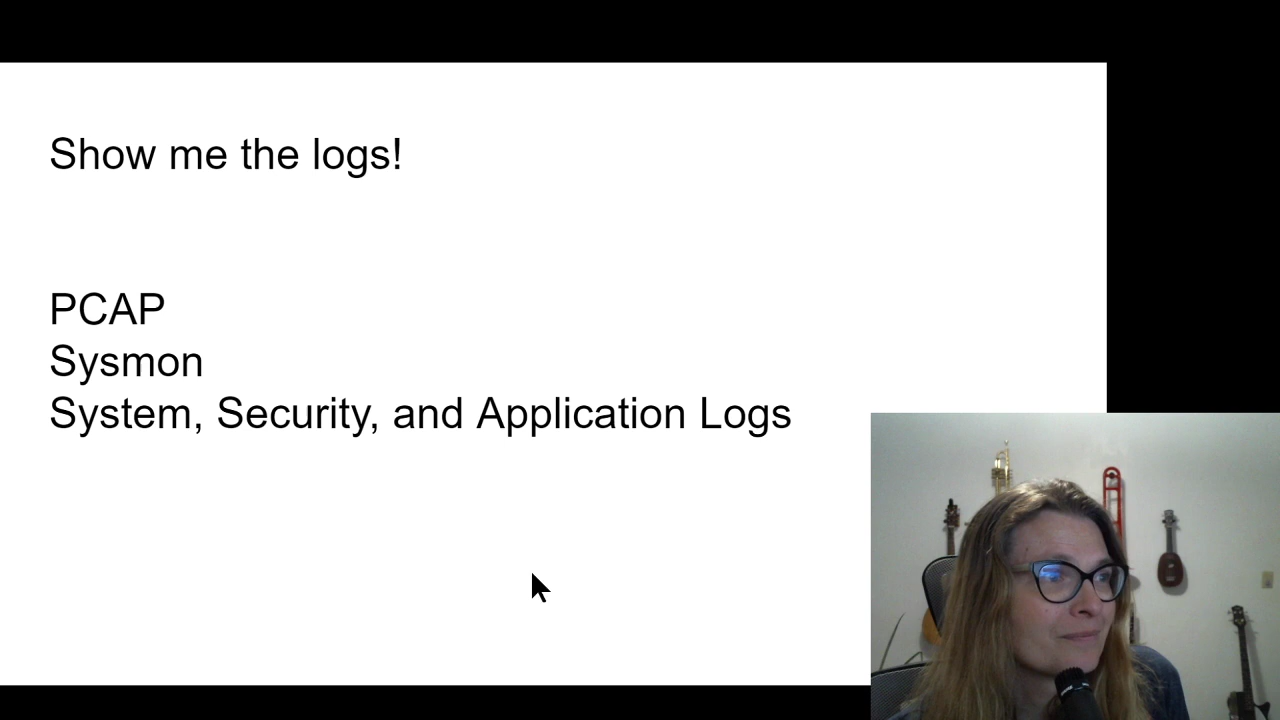 Show me the logs!
PCAP
Sysmon
System, Security, and Application Logs